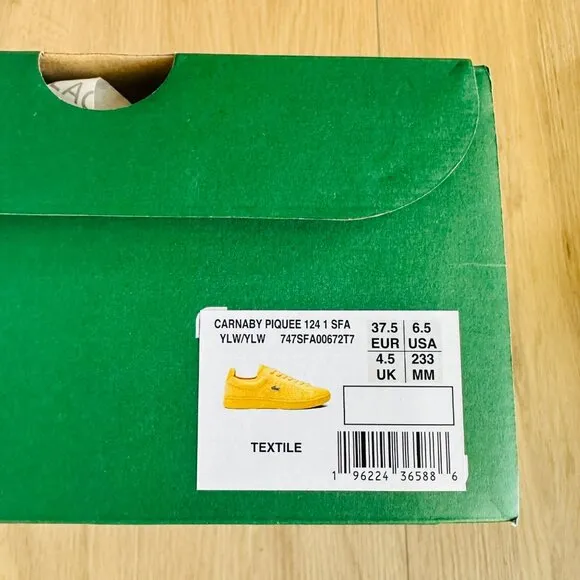 CARNABY PIQUEE 124 1 SFA
YLW/YLW 747SFA00672T7
37.5 6.5
EUR USA
4.5 233
UK MM
TEXTILE
1 96224 36588 6